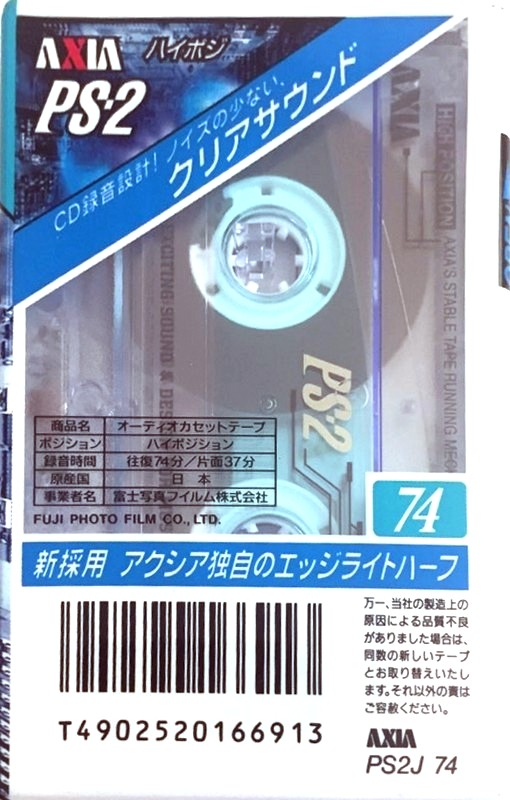 AXIA ハイポジ
PS・2
CD録音設計！ ノイズの少ない、
クリアサウンド
AXIA
HIGH POSITION AXIA'S STABLE TAPE RUNNING MEC
EXCITING SOUND & DES
PS・2
商品名 オーディオカセットテープ
ポジション ハイポジション
録音時間 往復74分／片面37分
原産国 日本
事業者名 富士写真フイルム株式会社
FUJI PHOTO FILM CO., LTD.
74
新採用 アクシア独自のエッジライトハーフ
万一、当社の製造上の
原因による品質不良
がありました場合は、
同数の新しいテープ
とお取り替えいたし
ます。それ以外の責は
ご容赦ください。
T4902520166913
AXIA
PS2J 74